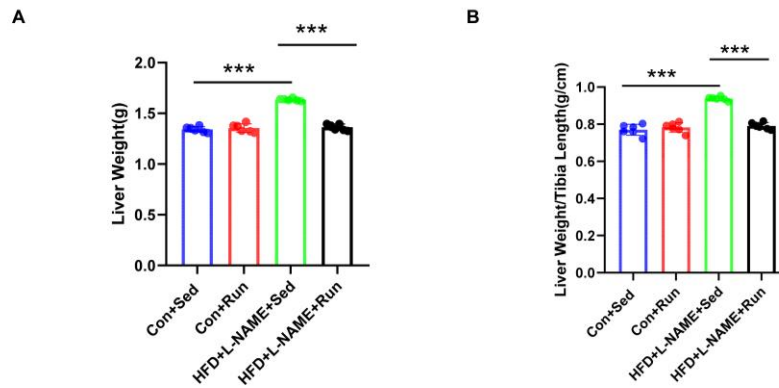 A
B
***
***
2.0
1.5
1.0
0.5
0.0
Liver Weight(g)
Con+Sed
Con+Run
HFD+L-NAME+Sed
HFD+L-NAME+Run
***
***
1.0
0.8
0.6
0.4
0.2
0.0
Liver Weight/Tibia Length(g/cm)
Con+Sed
Con+Run
HFD+L-NAME+Sed
HFD+L-NAME+Run